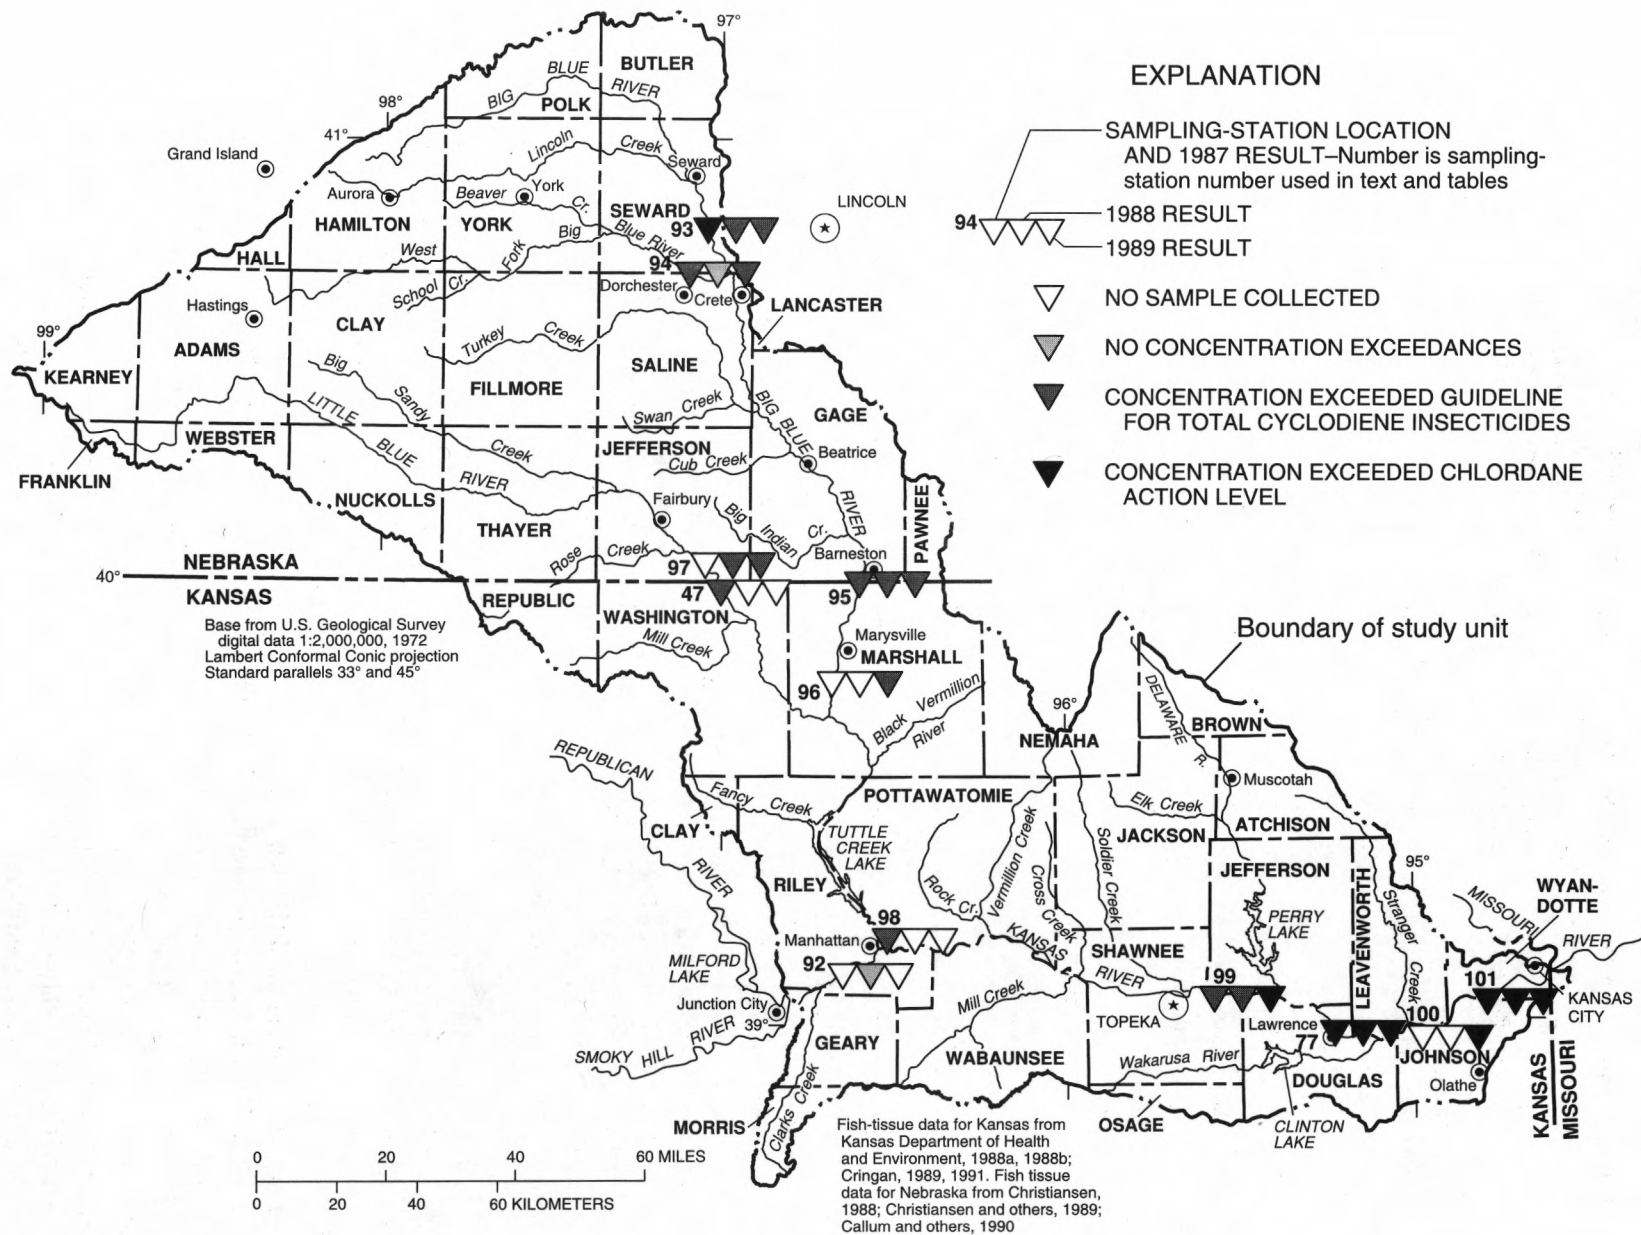 97°
BUTLER
BLUE
RIVER
BIG
POLK
98°
41°
Lincoln
Creek
Grand Island
Seward
Aurora
Beaver
York
Cr.
LINCOLN
HAMILTON
YORK
SEWARD
93
Big
Blue River
West
Fork
HALL
94
School Cr.
Dorchester
Crete
Hastings
LANCASTER
99°
CLAY
Turkey
Creek
ADAMS
SALINE
KEARNEY
Big
FILLMORE
Sandy
Swan Creek
BIG BLUE
GAGE
LITTLE
WEBSTER
JEFFERSON
BLUE
Creek
Cub Creek
Beatrice
FRANKLIN
RIVER
NUCKOLLS
Fairbury
Big
RIVER
PAWNEE
THAYER
Indian
Cr.
Rose
Creek
Barneston
NEBRASKA
97
40°
KANSAS
REPUBLIC
47
95
WASHINGTON
Base from U.S. Geological Survey
digital data 1:2,000,000, 1972
Lambert Conformal Conic projection
Standard parallels 33° and 45°
Mill Creek
Marysville
MARSHALL
96
Black Vermillion
River
EXPLANATION
SAMPLING-STATION LOCATION
AND 1987 RESULT–Number is sampling-
station number used in text and tables
94
1988 RESULT
1989 RESULT
NO SAMPLE COLLECTED
NO CONCENTRATION EXCEEDANCES
CONCENTRATION EXCEEDED GUIDELINE
FOR TOTAL CYCLODIENE INSECTICIDES
CONCENTRATION EXCEEDED CHLORDANE
ACTION LEVEL
Boundary of study unit
DELAWARE
R.
96°
BROWN
NEMAHA
REPUBLICAN
Muscotah
Fancy
Creek
POTTAWATOMIE
Elk Creek
CLAY
TUTTLE
CREEK
LAKE
JACKSON
ATCHISON
Vermillion Creek
Cross Creek
Soldier Creek
RIVER
RILEY
Rock Cr.
JEFFERSON
95°
LEAVENWORTH
Stranger
Creek
PERRY
LAKE
MISSOURI
RIVER
WYAN-
DOTTE
98
Manhattan
KANSAS
RIVER
SHAWNEE
92
MILFORD
LAKE
Mill Creek
99
101
Junction City
39°
TOPEKA
Lawrence
77
100
KANSAS
CITY
SMOKY HILL RIVER
GEARY
WABAUNSEE
Wakarusa River
JOHNSON
Clarks Creek
DOUGLAS
Olathe
MORRIS
OSAGE
CLINTON
LAKE
KANSAS
MISSOURI
Fish-tissue data for Kansas from
Kansas Department of Health
and Environment, 1988a, 1988b;
Cringan, 1989, 1991. Fish tissue
data for Nebraska from Christiansen,
1988; Christiansen and others, 1989;
Callum and others, 1990
0 20 40 60 MILES
0 20 40 60 KILOMETERS